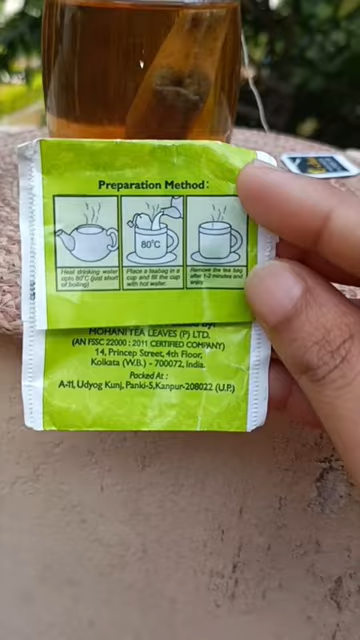 Preparation Method:
80°C
Heat drinking water
upto 80°C (just short
of boiling)
Place a teabag in a
cup and fill the cup
with hot water.
Remove the tea bag
after 1-2 minutes and
enjoy
MOHANI TEA LEAVES (P) LTD.
(AN FSSC 22000 : 2011 CERTIFIED COMPANY)
14, Princep Street, 4th Floor,
Kolkata (W.B.) - 700072, India.
Packed At :
A-11, Udyog Kunj, Panki-5, Kanpur-208022 (U.P.)